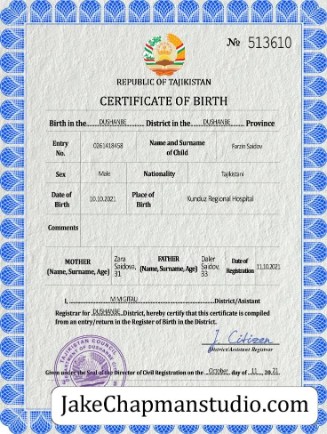 № 513610
REPUBLIC OF TAJIKISTAN
CERTIFICATE OF BIRTH
Birth in the... DUSHANBE ...District in the... DUSHANBE ...Province
Entry No. 0261418458 Name and Surname of Child Farzin Saidov
Sex Male Nationality Tajikistani
Date of Birth 10.10.2021 Place of Birth Kunduz Regional Hospital
Comments
MOTHER (Name, Surname, Age) Zara Saidova, 31 FATHER (Name, Surname, Age) Daler Saidov, 33 Date of Registration 11.10.2021
I, M.MIGITAU District/Asistant
Registrar for DUSHANBE District, hereby certify that this certificate is compiled
from an entry/return in the Register of Birth in the District.
J. Citizen
District/Assistant Registrar
Given under the Seal of the Director of Civil Registration on the October day of 11 20 21
JakeChapmanstudio.com